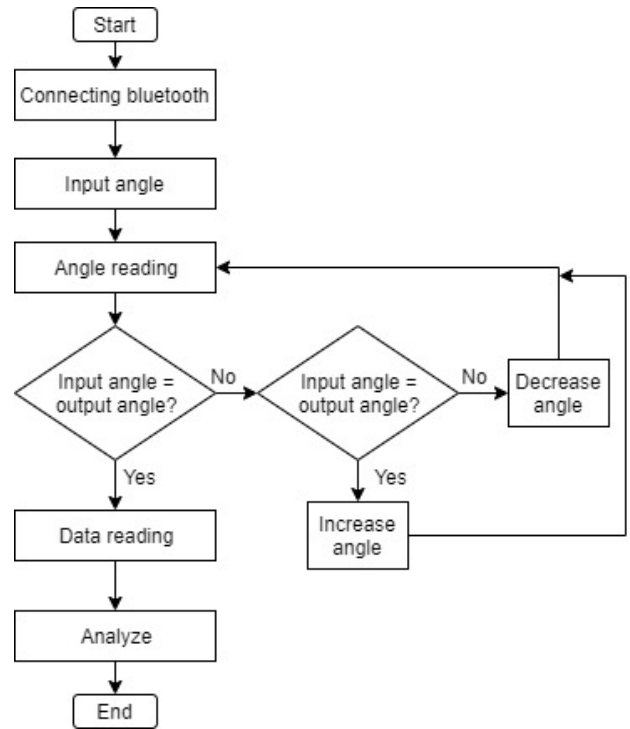 Start
Connecting bluetooth
Input angle
Angle reading
Input angle =
output angle?
No
Input angle =
output angle?
No
Decrease
angle
Yes
Yes
Data reading
Increase
angle
Analyze
End